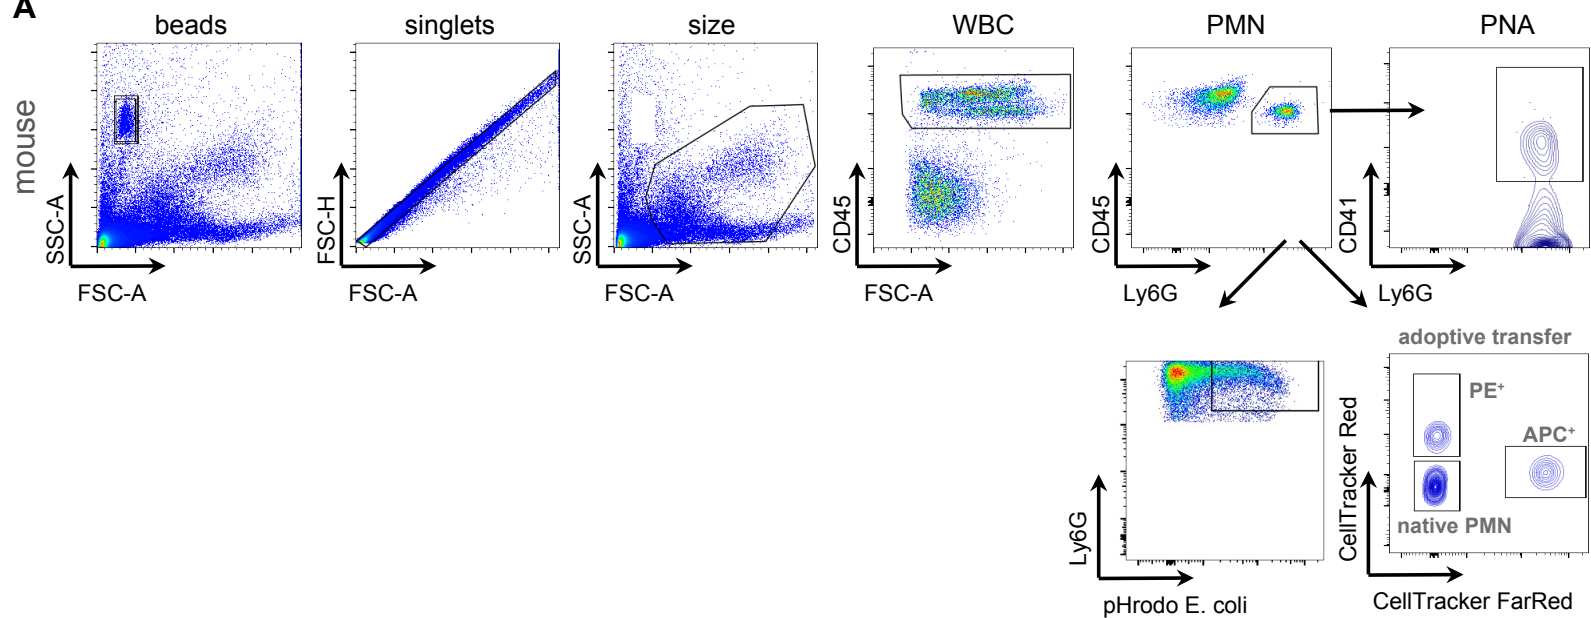 A
beads
singlets
size
WBC
PMN
PNA
mouse
SSC-A
FSC-A
FSC-H
FSC-A
SSC-A
FSC-A
CD45
FSC-A
CD45
Ly6G
CD41
Ly6G
adoptive transfer
Ly6G
pHrodo E. coli
PE⁺
APC⁺
native PMN
CellTracker Red
CellTracker FarRed